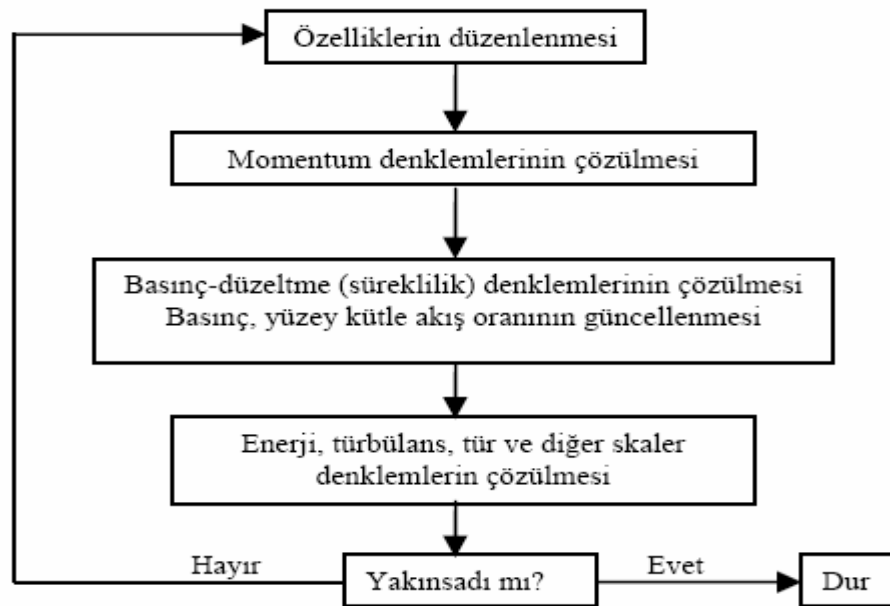 Özelliklerin düzenlenmesi
Momentum denklemlerinin çözülmesi
Basınç-düzeltme (süreklilik) denklemlerinin çözülmesi
Basınç, yüzey kütle akış oranının güncellenmesi
Enerji, türbülans, tür ve diğer skaler
denklemlerin çözülmesi
Hayır
Yakınsadı mı?
Evet
Dur